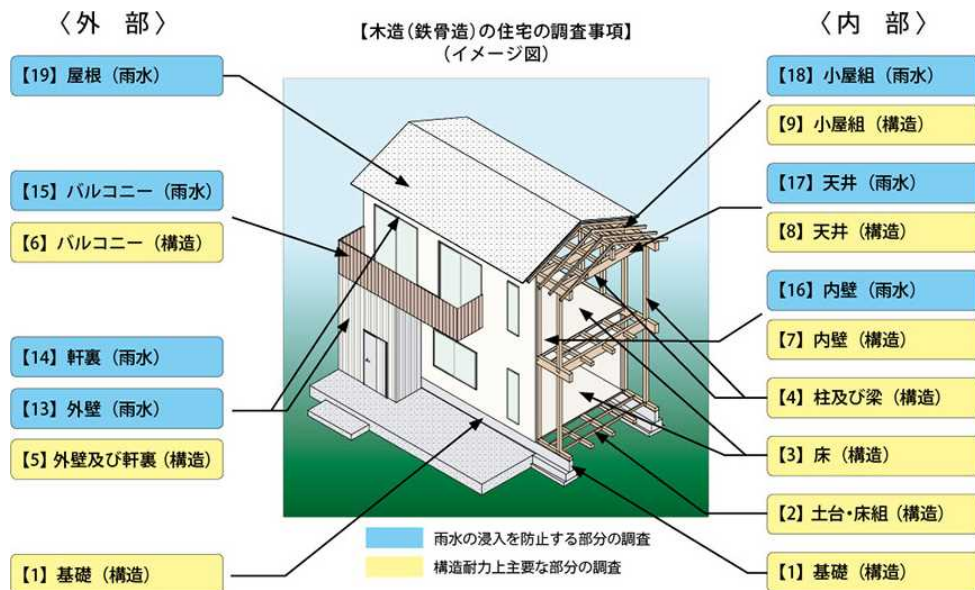 〈外 部〉
【木造(鉄骨造)の住宅の調査事項】
(イメージ図)
〈内 部〉
【19】屋根（雨水）
【15】バルコニー（雨水）
【6】バルコニー（構造）
【14】軒裏（雨水）
【13】外壁（雨水）
【5】外壁及び軒裏（構造）
【1】基礎（構造）
【18】小屋組（雨水）
【9】小屋組（構造）
【17】天井（雨水）
【8】天井（構造）
【16】内壁（雨水）
【7】内壁（構造）
【4】柱及び梁（構造）
【3】床（構造）
【2】土台・床組（構造）
【1】基礎（構造）
雨水の浸入を防止する部分の調査
構造耐力上主要な部分の調査